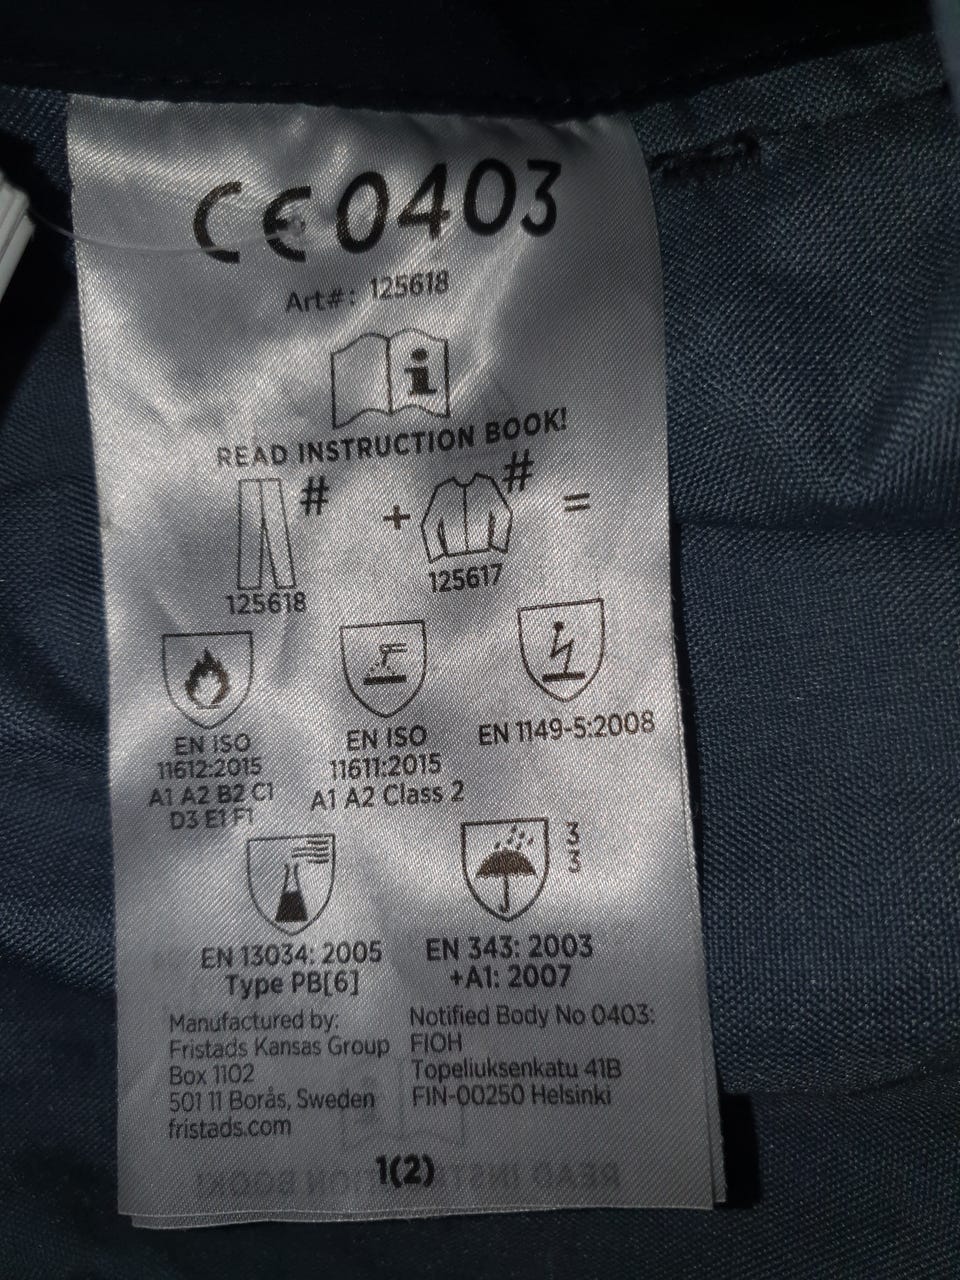 CE 0403
Art#: 125618
READ INSTRUCTION BOOK!
# + # =
125618
125617
EN ISO
11612:2015
A1 A2 B2 C1
D3 E1 F1
EN ISO
11611:2015
A1 A2 Class 2
EN 1149-5:2008
EN 13034: 2005
Type PB[6]
3
3
EN 343: 2003
+A1: 2007
Manufactured by:
Fristads Kansas Group
Box 1102
501 11 Borås, Sweden
fristads.com
Notified Body No 0403:
FIOH
Topeliuksenkatu 41B
FIN-00250 Helsinki
1(2)